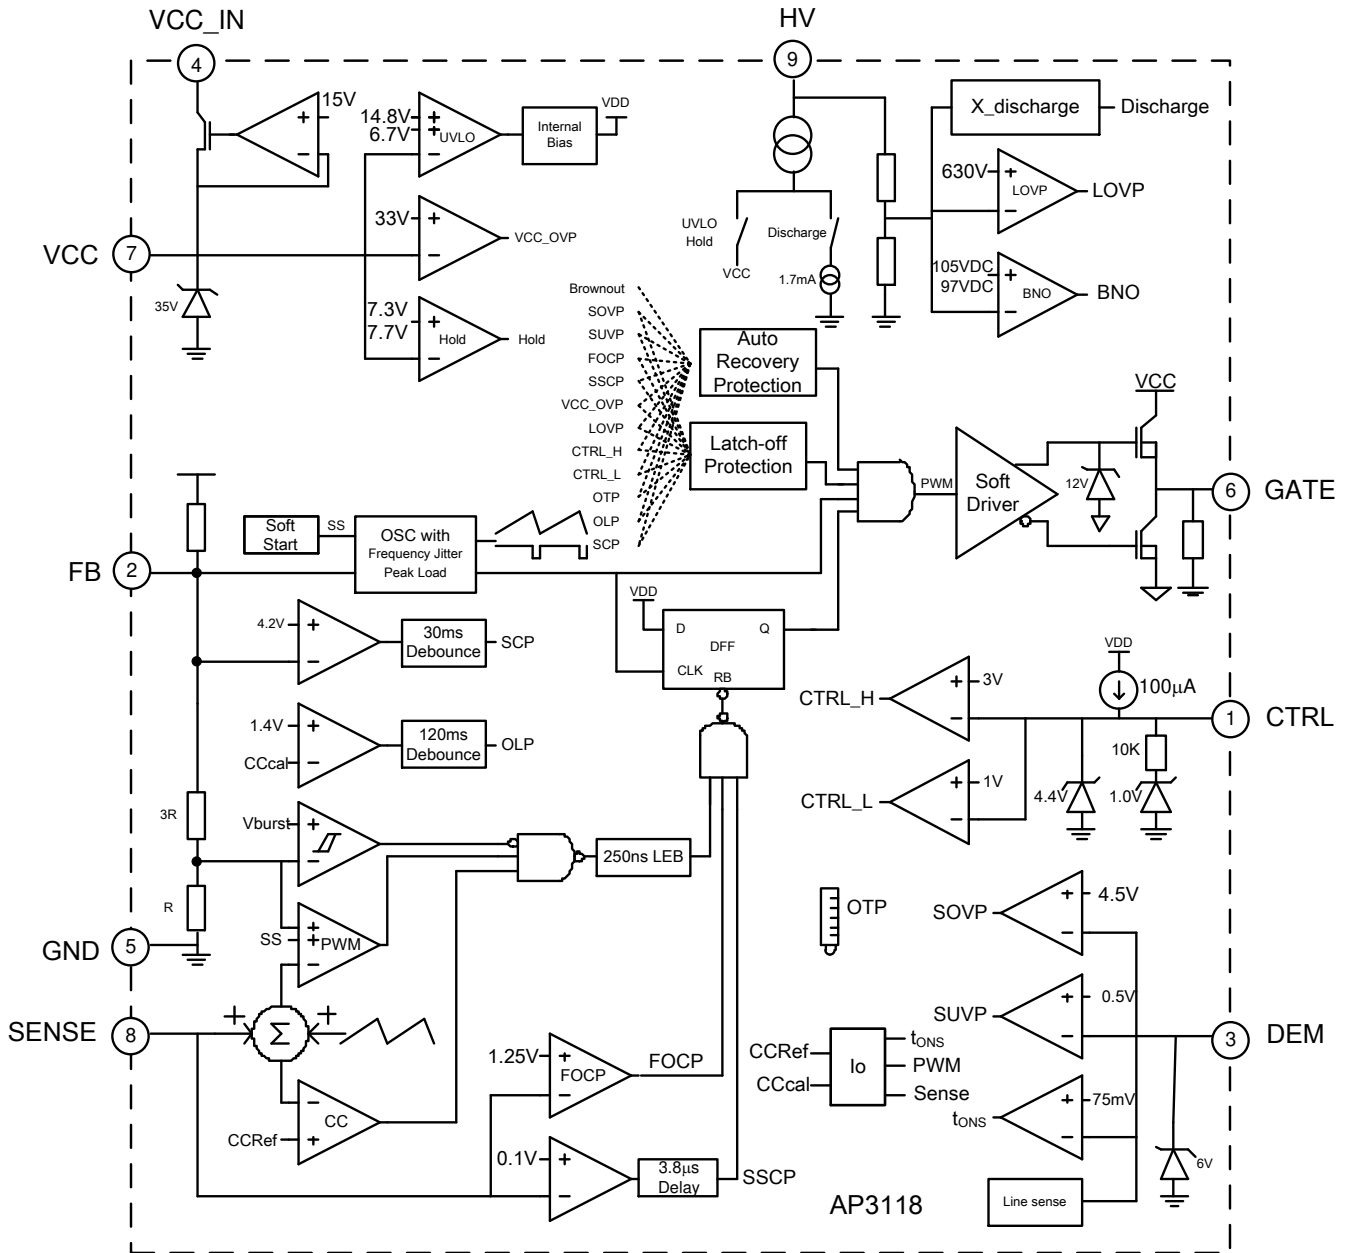 VCC_IN
HV
4
9
15V
14.8V
+
6.7V
+
UVLO
Internal
Bias
VDD
X_discharge
Discharge
630V
+
LOVP
LOVP
33V
+
VCC_OVP
UVLO
Hold
VCC
Discharge
1.7mA
VCC
7
35V
7.3V
+
7.7V
Hold
Hold
105VDC
+
97VDC
BNO
BNO
Brownout
SOVP
SUVP
FOCP
SSCP
VCC_OVP
LOVP
CTRL_H
CTRL_L
OTP
OLP
SCP
Auto
Recovery
Protection
Latch-off
Protection
PWM
Soft
Driver
12V
VCC
6
GATE
Soft
Start
SS
OSC with
Frequency Jitter
Peak Load
FB
2
4.2V
+
30ms
Debounce
SCP
VDD
D
Q
DFF
CLK
RB
1.4V
+
CCcal
120ms
Debounce
OLP
CTRL_H
+
3V
VDD
100μA
1
CTRL
10K
CTRL_L
+
1V
4.4V
1.0V
3R
Vburst
+
250ns LEB
R
SS
+
+
PWM
GND
5
OTP
SOVP
+
4.5V
SENSE
8
+
Σ
+
SUVP
+
0.5V
3
DEM
1.25V
+
FOCP
FOCP
CCRef
CCcal
Io
tONS
PWM
Sense
CC
CCRef
+
tONS
+
75mV
6V
0.1V
+
3.8μs
Delay
SSCP
AP3118
Line sense